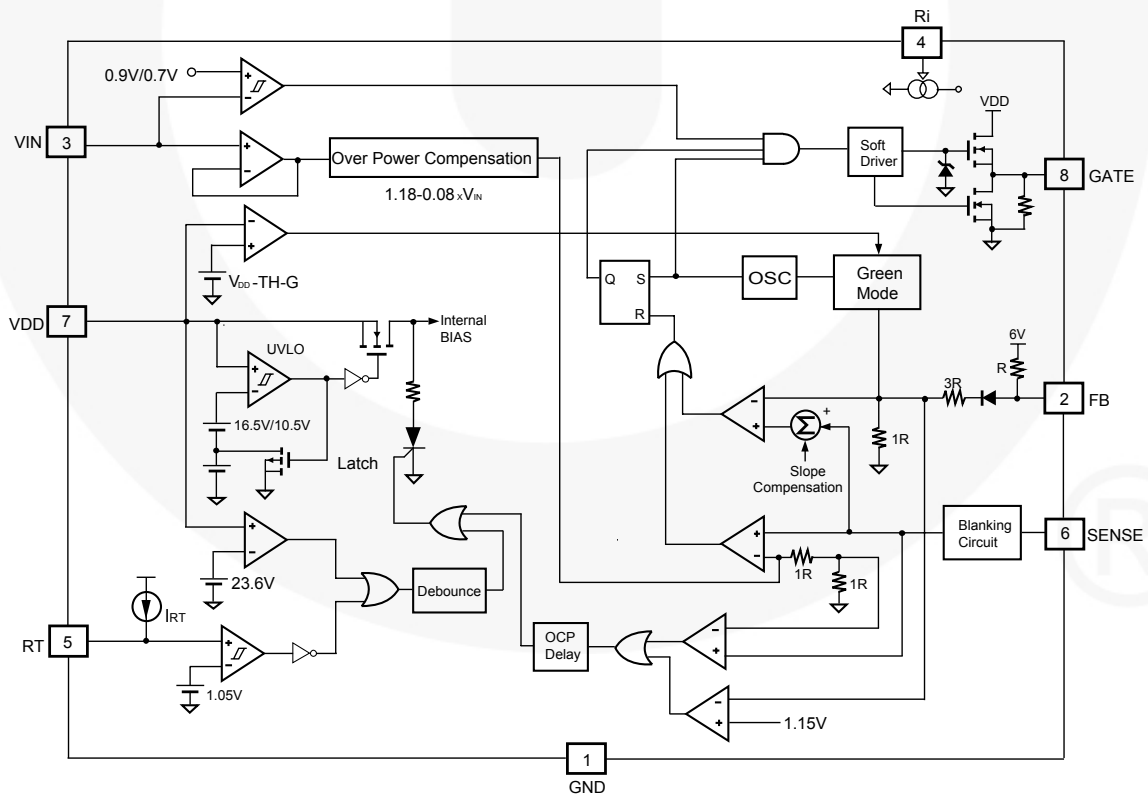 Ri
4
0.9V/0.7V
VDD
VIN
3
Over Power Compensation
Soft
Driver
8
GATE
1.18-0.08 xVIN
VDD-TH-G
Q
S
R
OSC
Green
Mode
VDD
7
Internal
BIAS
UVLO
6V
R
3R
2
FB
16.5V/10.5V
Σ
+
1R
Latch
Slope
Compensation
Blanking
Circuit
6
SENSE
1R
1R
23.6V
Debounce
IRT
RT
5
OCP
Delay
1.05V
1.15V
1
GND
®
+
-
+
-
-
+
+
-
+
-
+
-
-
+
+
-
-
+
-
+